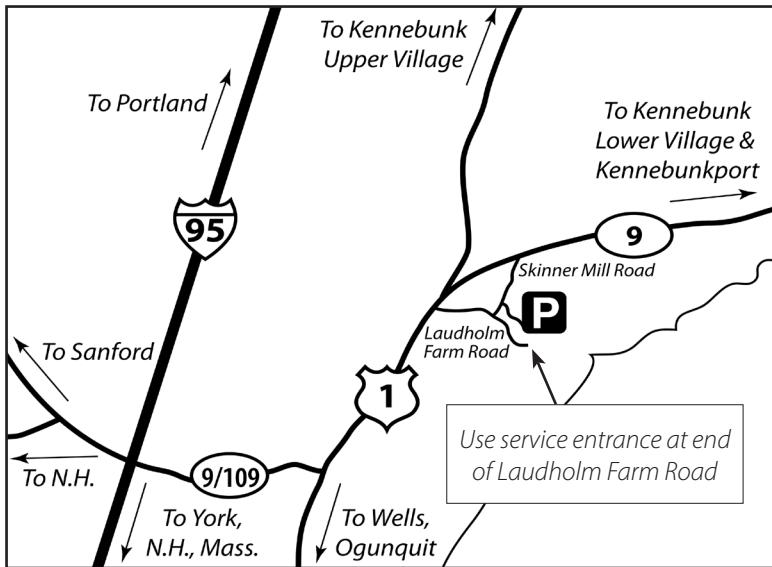 To Kennebunk
Upper Village
To Portland
To Kennebunk
Lower Village &
Kennebunkport
95
9
Skinner Mill Road
P
Laudholm
Farm Road
To Sanford
1
Use service entrance at end
of Laudholm Farm Road
To N.H.
9/109
To York,
N.H., Mass.
To Wells,
Ogunquit